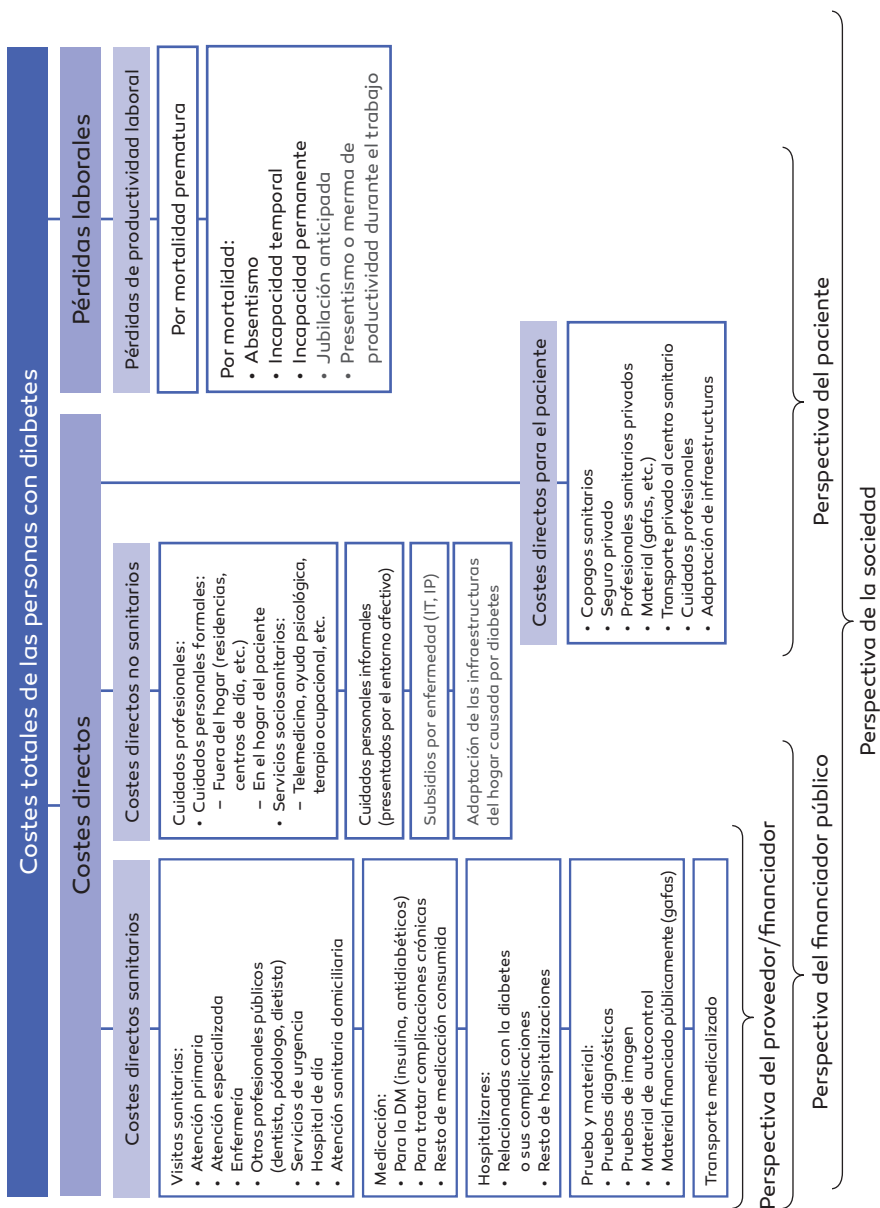 Costes totales de las personas con diabetes
Costes directos
Pérdidas laborales
Costes directos sanitarios
Visitas sanitarias:
• Atención primaria
• Atención especializada
• Enfermería
• Otros profesionales públicos
(dentista, pódologo, dietista)
• Servicios de urgencia
• Hospital de día
• Atención sanitaria domiciliaria
Medicación:
• Para la DM (insulina, antidiabéticos)
• Para tratar complicaciones crónicas
• Resto de medicación consumida
Hospitalizares:
• Relacionadas con la diabetes
o sus complicaciones
• Resto de hospitalizaciones
Prueba y material:
• Pruebas diagnósticas
• Pruebas de imagen
• Material de autocontrol
• Material financiado públicamente (gafas)
Transporte medicalizado
Costes directos no sanitarios
Cuidados profesionales:
• Cuidados personales formales:
– Fuera del hogar (residencias,
centros de día, etc.)
– En el hogar del paciente
• Servicios sociosanitarios:
– Telemedicina, ayuda psicológica,
terapia ocupacional, etc.
Cuidados personales informales
(presentados por el entorno afectivo)
Subsidios por enfermedad (IT, IP)
Adaptación de las infraestructuras
del hogar causada por diabetes
Costes directos para el paciente
• Copagos sanitarios
• Seguro privado
• Profesionales sanitarios privados
• Material (gafas, etc.)
• Transporte privado al centro sanitario
• Cuidados profesionales
• Adaptación de infraestructuras
Pérdidas de productividad laboral
Por mortalidad prematura
Por mortalidad:
• Absentismo
• Incapacidad temporal
• Incapacidad permanente
• Jubilación anticipada
• Presentismo o merma de
productividad durante el trabajo
Perspectiva del proveedor/financiador
Perspectiva del financiador público
Perspectiva del paciente
Perspectiva de la sociedad